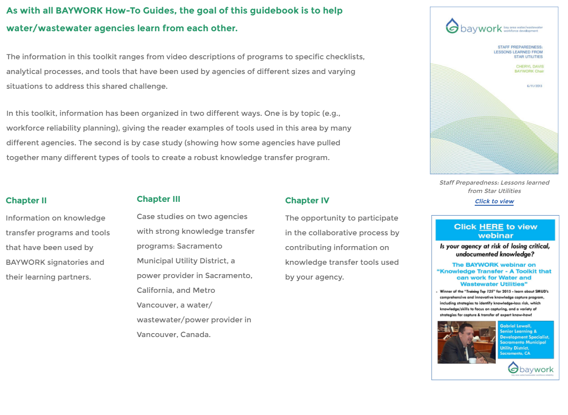 As with all BAYWORK How-To Guides, the goal of this guidebook is to help
water/wastewater agencies learn from each other.
The information in this toolkit ranges from video descriptions of programs to specific checklists,
analytical processes, and tools that have been used by agencies of different sizes and varying
situations to address this shared challenge.
In this toolkit, information has been organized in two different ways. One is by topic (e.g.,
workforce reliability planning), giving the reader examples of tools used in this area by many
different agencies. The second is by case study (showing how some agencies have pulled
together many different types of tools to create a robust knowledge transfer program.
Chapter II
Information on knowledge
transfer programs and tools
that have been used by
BAYWORK signatories and
their learning partners.
Chapter III
Case studies on two agencies
with strong knowledge transfer
programs: Sacramento
Municipal Utility District, a
power provider in Sacramento,
California, and Metro
Vancouver, a water/
wastewater/power provider in
Vancouver, Canada.
Chapter IV
The opportunity to participate
in the collaborative process by
contributing information on
knowledge transfer tools used
by your agency.
baywork
STAFF PREPAREDNESS:
LESSONS LEARNED FROM
STAR UTILITIES
CHERYL DAVIS
BAYWORK Chair
Staff Preparedness: Lessons learned
from Star Utilities
Click to view
Click HERE to view
webinar
Is your agency at risk of losing critical,
undocumented knowledge?
The BAYWORK webinar on
"Knowledge Transfer - A Toolkit that
can work for Water and
Wastewater Utilities"
Winner of the "Training Top 125" for 2015 - learn about SMUD's
comprehensive and innovative knowledge capture program,
including strategies to identify knowledge-loss risk, which
knowledge/skills to focus on capturing, and a variety of
strategies for capture & transfer of expert know-how!
Gabriel Lowell,
Senior Learning &
Development Specialist,
Sacramento Municipal
Utility District,
Sacramento, CA
baywork